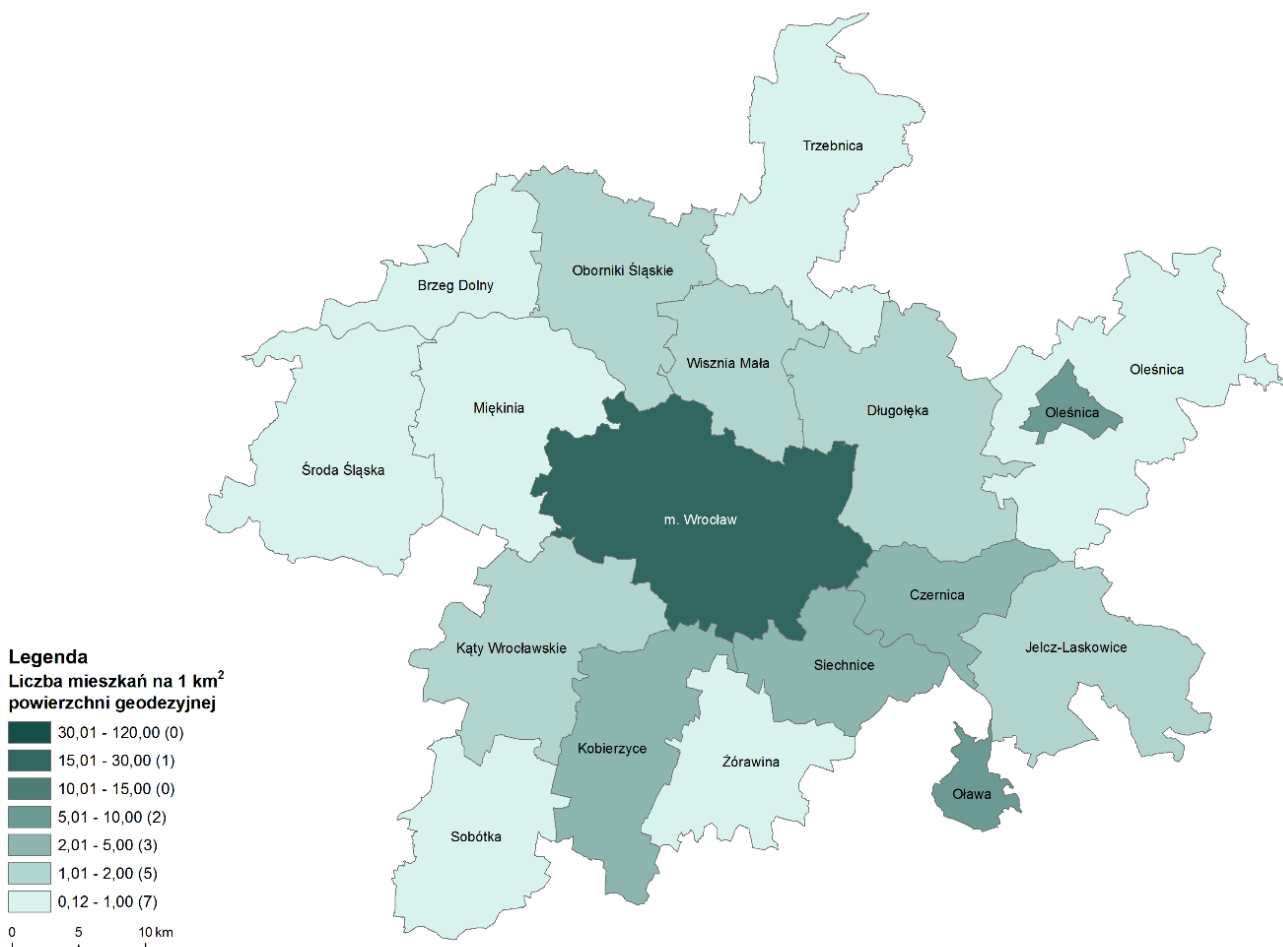 Trzebnica
Oborniki Śląskie
Brzeg Dolny
Wisznia Mała
Oleśnica
Miękinia
Długołęka
Oleśnica
Środa Śląska
m. Wrocław
Czernica
Kąty Wrocławskie
Jelcz-Laskowice
Siechnice
Kobierzyce
Żórawina
Oława
Sobótka
Legenda
Liczba mieszkań na 1 km²
powierzchni geodezyjnej
30,01 - 120,00 (0)
15,01 - 30,00 (1)
10,01 - 15,00 (0)
5,01 - 10,00 (2)
2,01 - 5,00 (3)
1,01 - 2,00 (5)
0,12 - 1,00 (7)
0 5 10 km